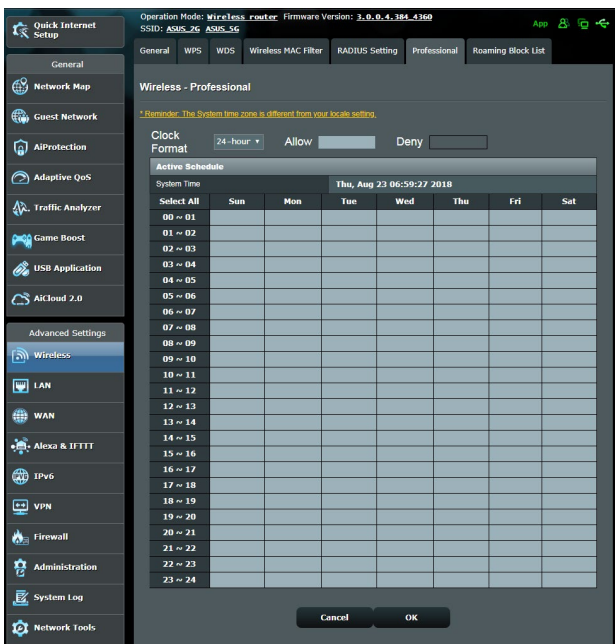 Quick Internet
Setup
General
Network Map
Guest Network
AiProtection
Adaptive QoS
Traffic Analyzer
Game Boost
USB Application
AiCloud 2.0
Advanced Settings
Wireless
LAN
WAN
Alexa & IFTTT
IPv6
VPN
Firewall
Administration
System Log
Network Tools
Operation Mode: Wireless router Firmware Version: 3.0.0.4.384_4360
SSID: ASUS_2G ASUS_5G
App
General WPS WDS Wireless MAC Filter RADIUS Setting Professional Roaming Block List
Wireless - Professional
* Reminder: The System time zone is different from your locale setting.
Clock
Format
24-hour
Allow
Deny
Active Schedule
System Time Thu, Aug 23 06:59:27 2018
Select All Sun Mon Tue Wed Thu Fri Sat
00 ~ 01
01 ~ 02
02 ~ 03
03 ~ 04
04 ~ 05
05 ~ 06
06 ~ 07
07 ~ 08
08 ~ 09
09 ~ 10
10 ~ 11
11 ~ 12
12 ~ 13
13 ~ 14
14 ~ 15
15 ~ 16
16 ~ 17
17 ~ 18
18 ~ 19
19 ~ 20
20 ~ 21
21 ~ 22
22 ~ 23
23 ~ 24
Cancel OK